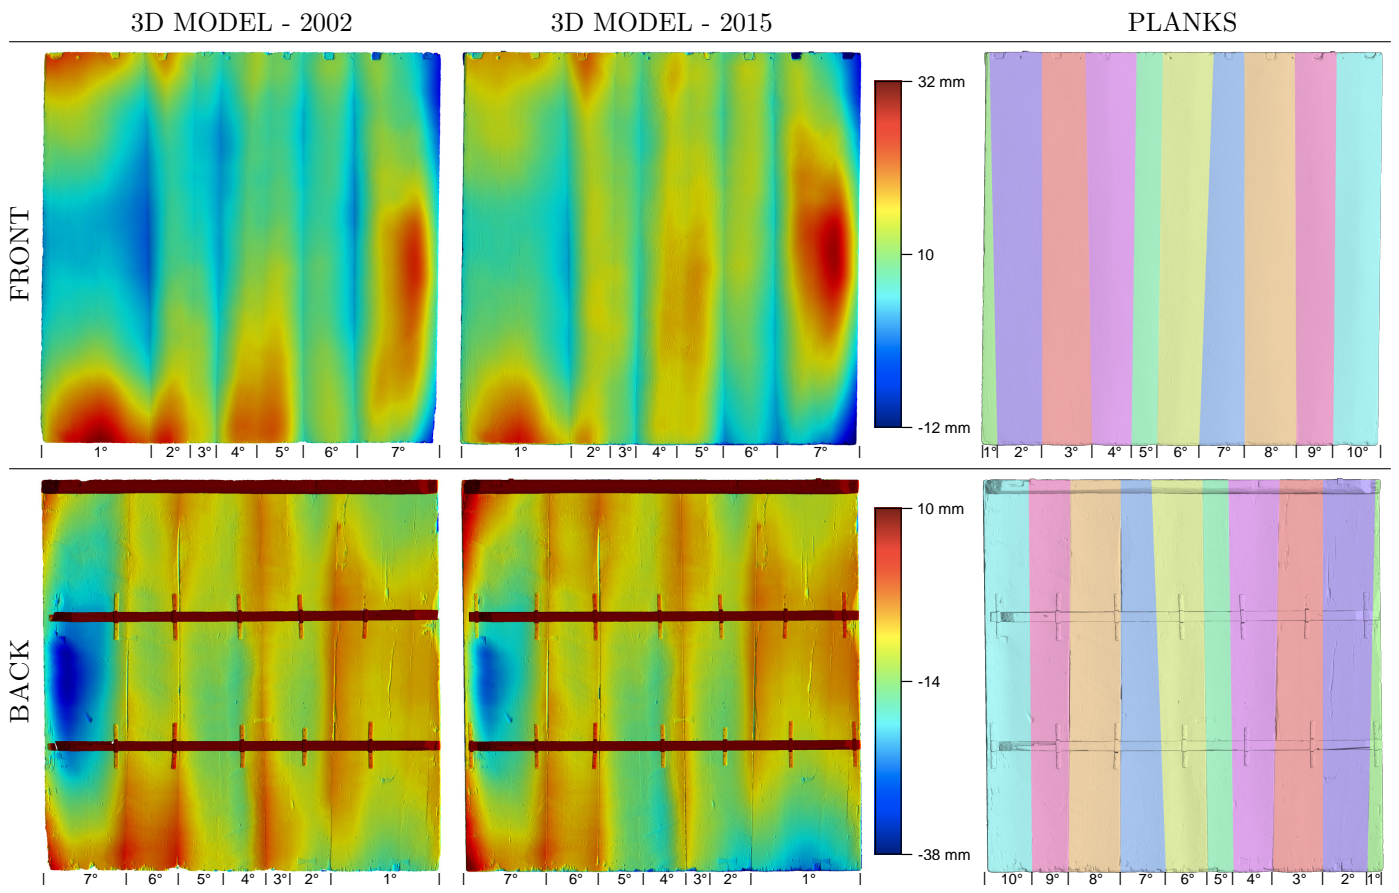 3D MODEL - 2002 3D MODEL - 2015 PLANKS
FRONT
32 mm
10
-12 mm
1° 2° 3° 4° 5° 6° 7°
1° 2° 3° 4° 5° 6° 7°
1° 2° 3° 4° 5° 6° 7° 8° 9° 10°
BACK
10 mm
-14
-38 mm
7° 6° 5° 4° 3° 2° 1°
7° 6° 5° 4° 3° 2° 1°
10° 9° 8° 7° 6° 5° 4° 3° 2° 1°